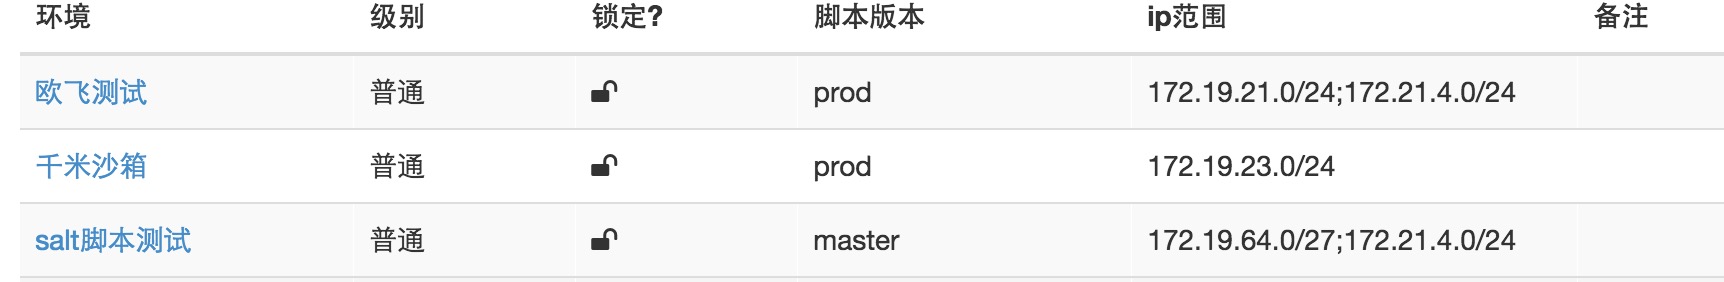 环境 级别 锁定? 脚本版本 ip范围 备注
欧飞测试 普通 prod 172.19.21.0/24;172.21.4.0/24
千米沙箱 普通 prod 172.19.23.0/24
salt脚本测试 普通 master 172.19.64.0/27;172.21.4.0/24